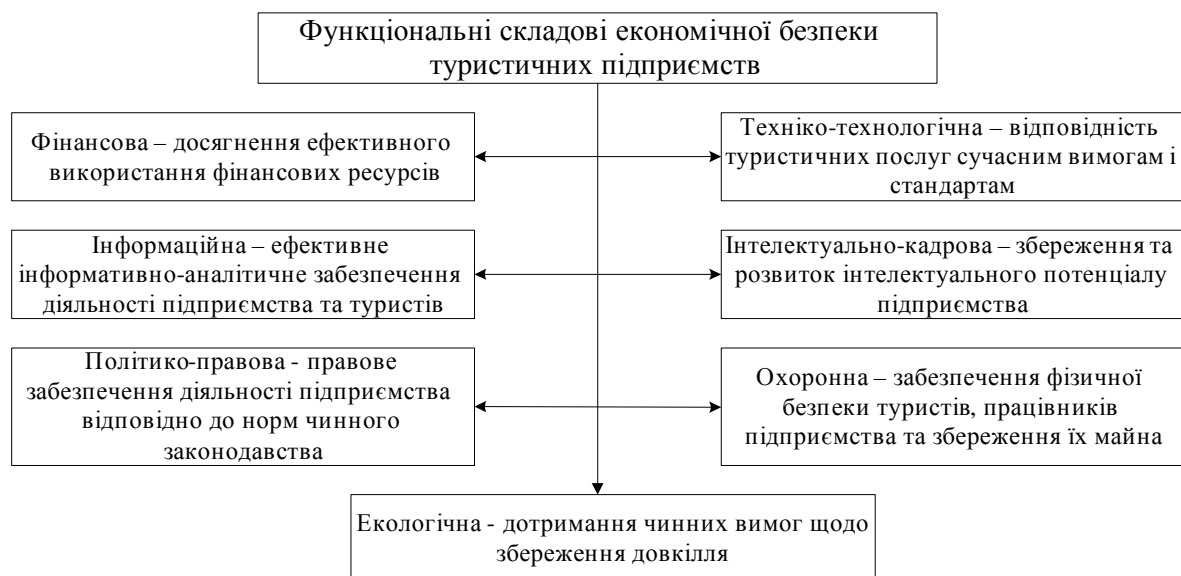 Функціональні складові економічної безпеки
туристичних підприємств
Фінансова – досягнення ефективного
використання фінансових ресурсів
Техніко-технологічна – відповідність
туристичних послуг сучасним вимогам і
стандартам
Інформаційна – ефективне
інформативно-аналітичне забезпечення
діяльності підприємства та туристів
Інтелектуально-кадрова – збереження та
розвиток інтелектуального потенціалу
підприємства
Політико-правова - правове
забезпечення діяльності підприємства
відповідно до норм чинного
законодавства
Охоронна – забезпечення фізичної
безпеки туристів, працівників
підприємства та збереження їх майна
Екологічна - дотримання чинних вимог щодо
збереження довкілля